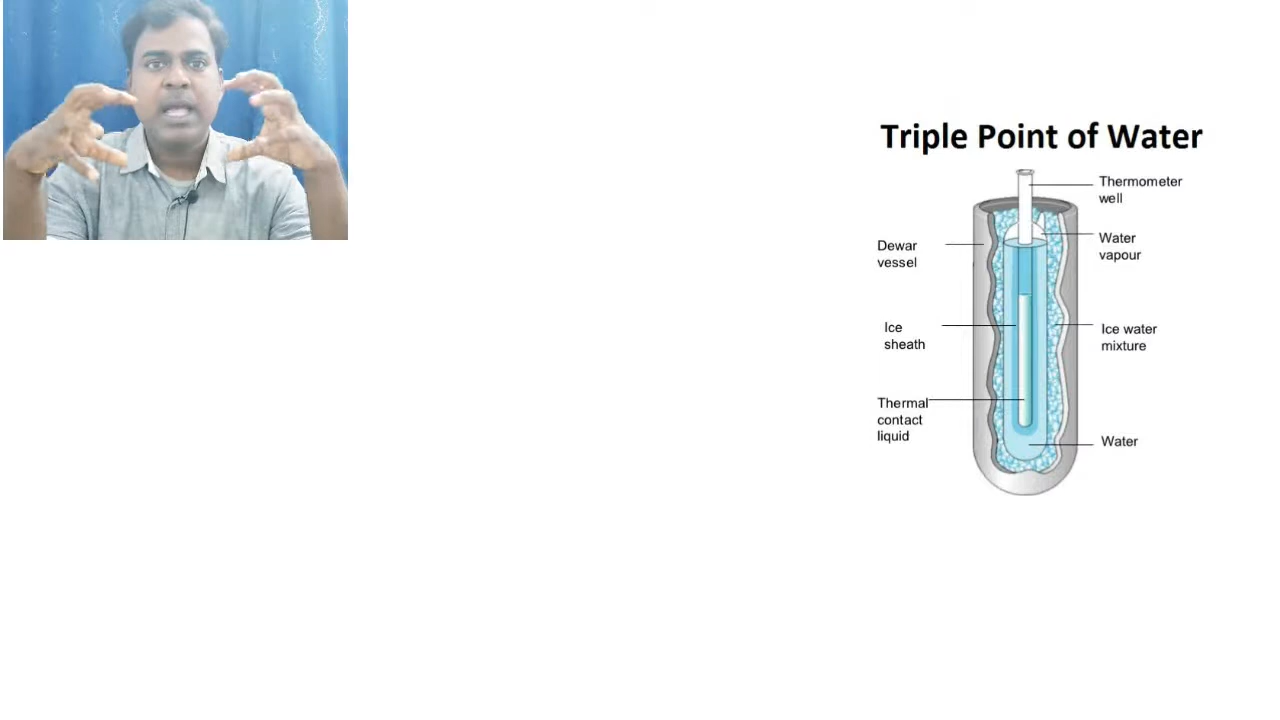 Triple Point of Water
Thermometer
well
Water
vapour
Dewar
vessel
Ice
sheath
Ice water
mixture
Thermal
contact
liquid
Water